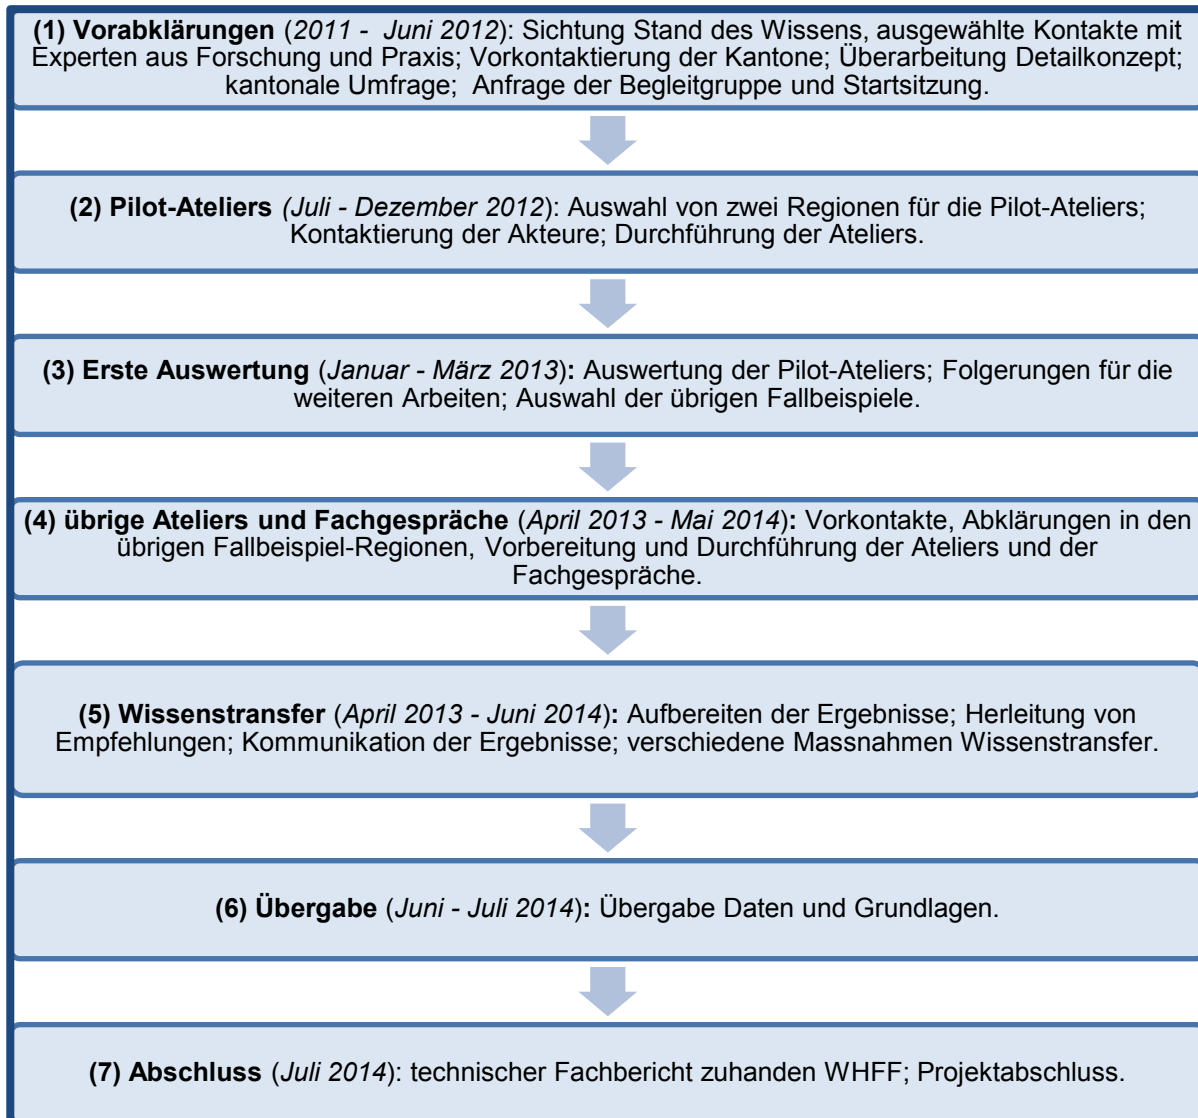 (1) Vorabklärungen (2011 - Juni 2012): Sichtung Stand des Wissens, ausgewählte Kontakte mit
Experten aus Forschung und Praxis; Vorkontaktierung der Kantone; Überarbeitung Detailkonzept;
kantonale Umfrage; Anfrage der Begleitgruppe und Startsitzung.
(2) Pilot-Ateliers (Juli - Dezember 2012): Auswahl von zwei Regionen für die Pilot-Ateliers;
Kontaktierung der Akteure; Durchführung der Ateliers.
(3) Erste Auswertung (Januar - März 2013): Auswertung der Pilot-Ateliers; Folgerungen für die
weiteren Arbeiten; Auswahl der übrigen Fallbeispiele.
(4) übrige Ateliers und Fachgespräche (April 2013 - Mai 2014): Vorkontakte, Abklärungen in den
übrigen Fallbeispiel-Regionen, Vorbereitung und Durchführung der Ateliers und der
Fachgespräche.
(5) Wissenstransfer (April 2013 - Juni 2014): Aufbereiten der Ergebnisse; Herleitung von
Empfehlungen; Kommunikation der Ergebnisse; verschiedene Massnahmen Wissenstransfer.
(6) Übergabe (Juni - Juli 2014): Übergabe Daten und Grundlagen.
(7) Abschluss (Juli 2014): technischer Fachbericht zuhanden WHFF; Projektabschluss.